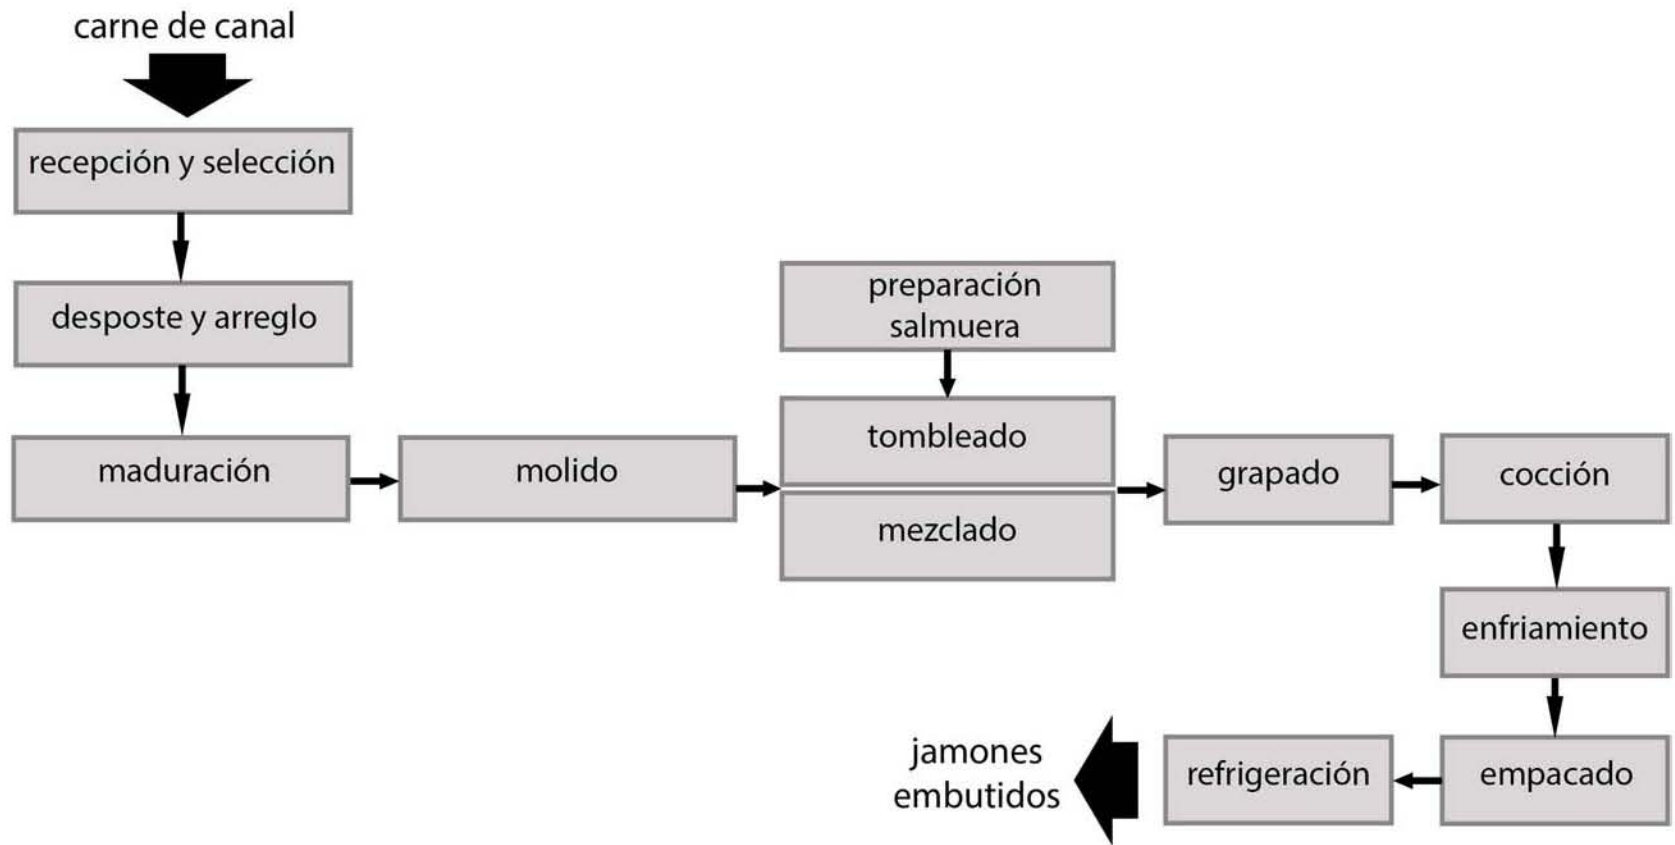 carne de canal
recepción y selección
desposte y arreglo
maduración
molido
preparación
salmuera
tombleado
mezclado
grapado
cocción
enfriamiento
empacado
refrigeración
jamones
embutidos